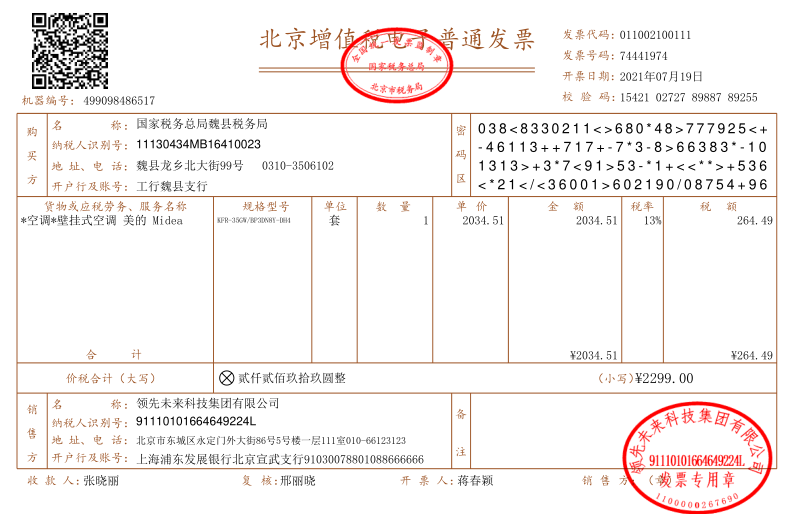 北京增值税电子普通发票
全国统一发票监制章
国家税务总局
北京市税务局
发票代码: 011002100111
发票号码: 74441974
开票日期: 2021年07月19日
校 验 码: 15421 02727 89887 89255
机器编号: 499098486517
购买方
名 称: 国家税务总局魏县税务局
纳税人识别号: 11130434MB16410023
地 址、电 话: 魏县龙乡北大街99号 0310-3506102
开户行及账号: 工行魏县支行
密码区
038<8330211<>680*48>777925<+
-46113++717+-7*3-8>66383*-10
1313>+3*7<91>53-*1+<<**>+536
<*21</<36001>602190/08754+96
货物或应税劳务、服务名称 规格型号 单位 数 量 单 价 金 额 税率 税 额
*空调*壁挂式空调 美的 Midea KFR-35GW/BP3DN8Y-DH4 套 1 2034.51 2034.51 13% 264.49
合 计 ¥2034.51 ¥264.49
价税合计（大写） ⊗贰仟贰佰玖拾玖圆整 （小写）¥2299.00
销售方
名 称: 领先未来科技集团有限公司
纳税人识别号: 91110101664649224L
地 址、电 话: 北京市东城区永定门外大街86号5号楼一层111室010-66123123
开户行及账号: 上海浦东发展银行北京宣武支行91030078801088666666
备注
收 款 人: 张晓丽 复 核: 邢丽晓 开 票 人: 蒋春颖 销 售 方: （章）
领先未来科技集团有限公司
91110101664649224L
发票专用章
1100000267690